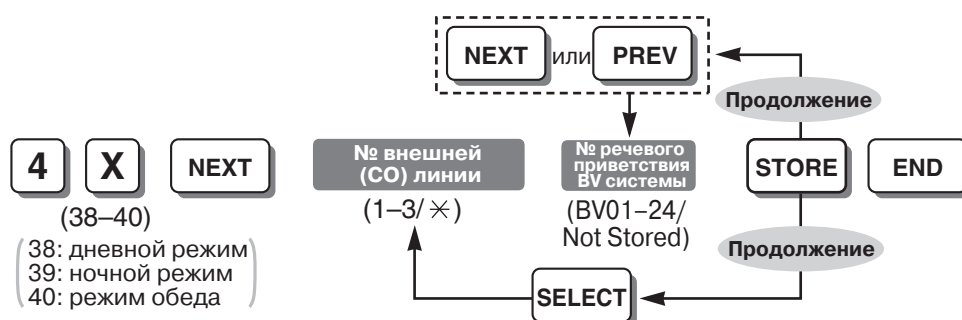 NEXT или PREV
Продолжение
4 X NEXT
№ внешней
(CO) линии
№ речевого
приветствия
BV системы
STORE END
(38–40)
(1–3/✳)
(BV01–24/
Not Stored)
38: дневной режим
39: ночной режим
40: режим обеда
Продолжение
SELECT